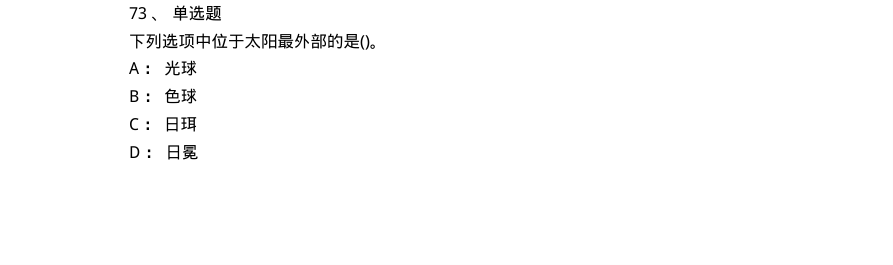 73 、 单选题
下列选项中位于太阳最外部的是()。
A： 光球
B： 色球
C： 日珥
D： 日冕